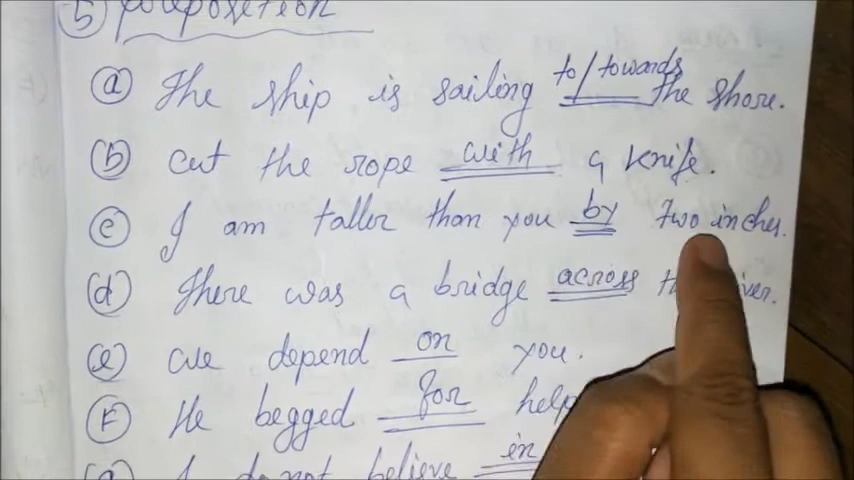 5) preposition
a) The ship is sailing to/towards the shore.
b) cut the rope with a knife.
c) I am taller than you by two inches.
d) There was a bridge across
e) we depend on you.
f) He begged for help
g) I do not believe in